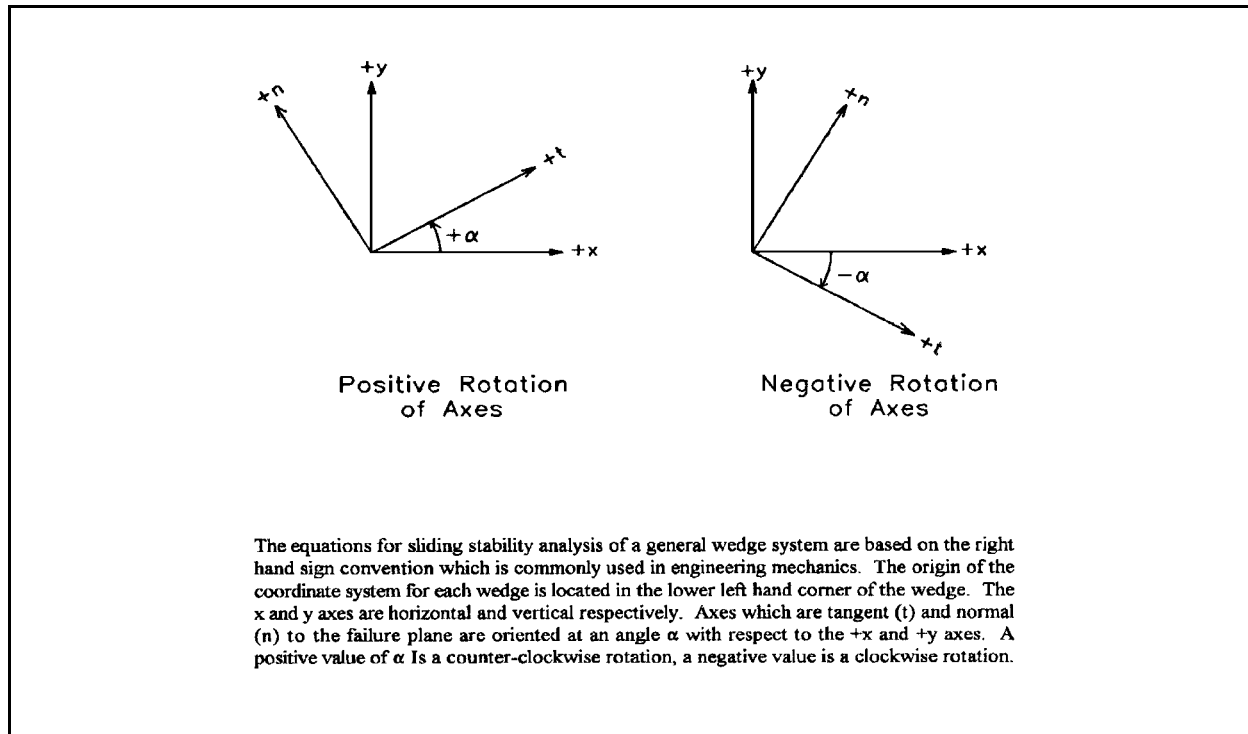 +y
+n
+t
+α
+x
Positive Rotation
of Axes
+y
+n
+x
−α
+t
Negative Rotation
of Axes
The equations for sliding stability analysis of a general wedge system are based on the right
hand sign convention which is commonly used in engineering mechanics. The origin of the
coordinate system for each wedge is located in the lower left hand corner of the wedge. The
x and y axes are horizontal and vertical respectively. Axes which are tangent (t) and normal
(n) to the failure plane are oriented at an angle α with respect to the +x and +y axes. A
positive value of α Is a counter-clockwise rotation, a negative value is a clockwise rotation.